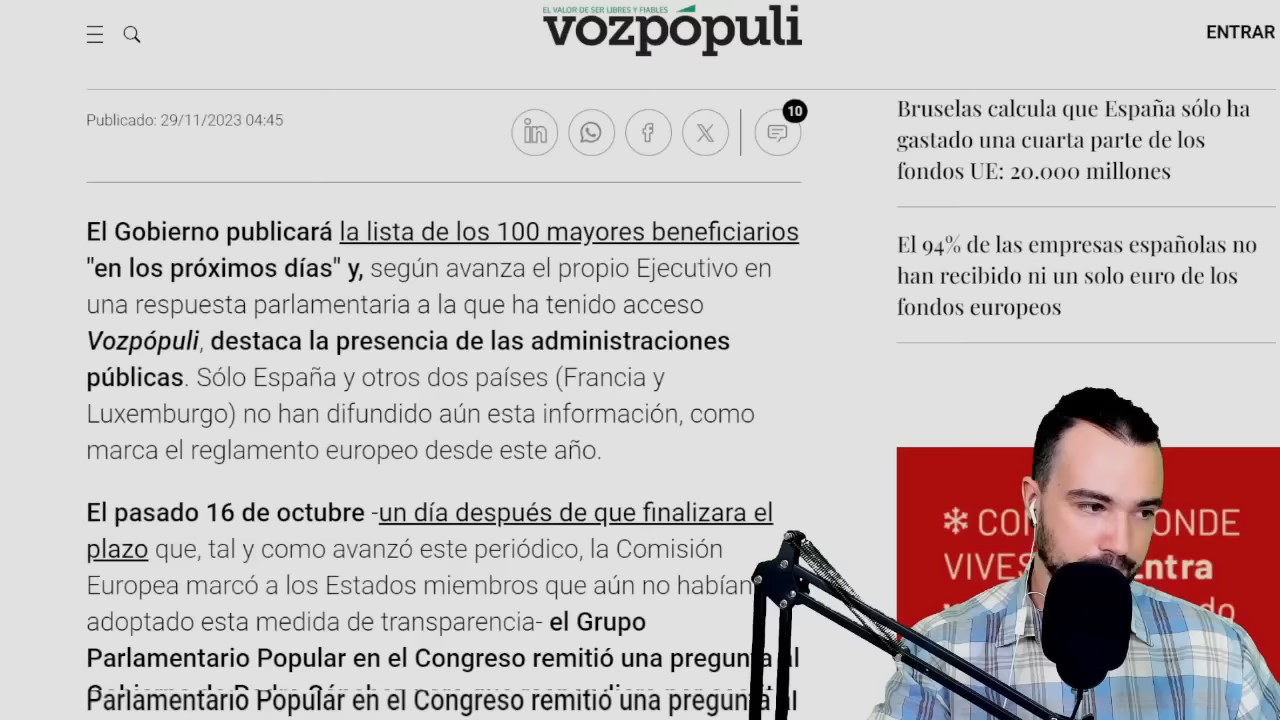 EL VALOR DE SER LIBRES Y FIABLES
vozpópuli
ENTRAR
Publicado: 29/11/2023 04:45
10
El Gobierno publicará la lista de los 100 mayores beneficiarios
"en los próximos días" y, según avanza el propio Ejecutivo en
una respuesta parlamentaria a la que ha tenido acceso
Vozpópuli, destaca la presencia de las administraciones
públicas. Sólo España y otros dos países (Francia y
Luxemburgo) no han difundido aún esta información, como
marca el reglamento europeo desde este año.
El pasado 16 de octubre -un día después de que finalizara el
plazo que, tal y como avanzó este periódico, la Comisión
Europea marcó a los Estados miembros que aún no habían
adoptado esta medida de transparencia- el Grupo
Parlamentario Popular en el Congreso remitió una pregunta al
Parlamentario Popular en el Congreso remitió una pregunta al
Bruselas calcula que España sólo ha
gastado una cuarta parte de los
fondos UE: 20.000 millones
El 94% de las empresas españolas no
han recibido ni un solo euro de los
fondos europeos
VIVES